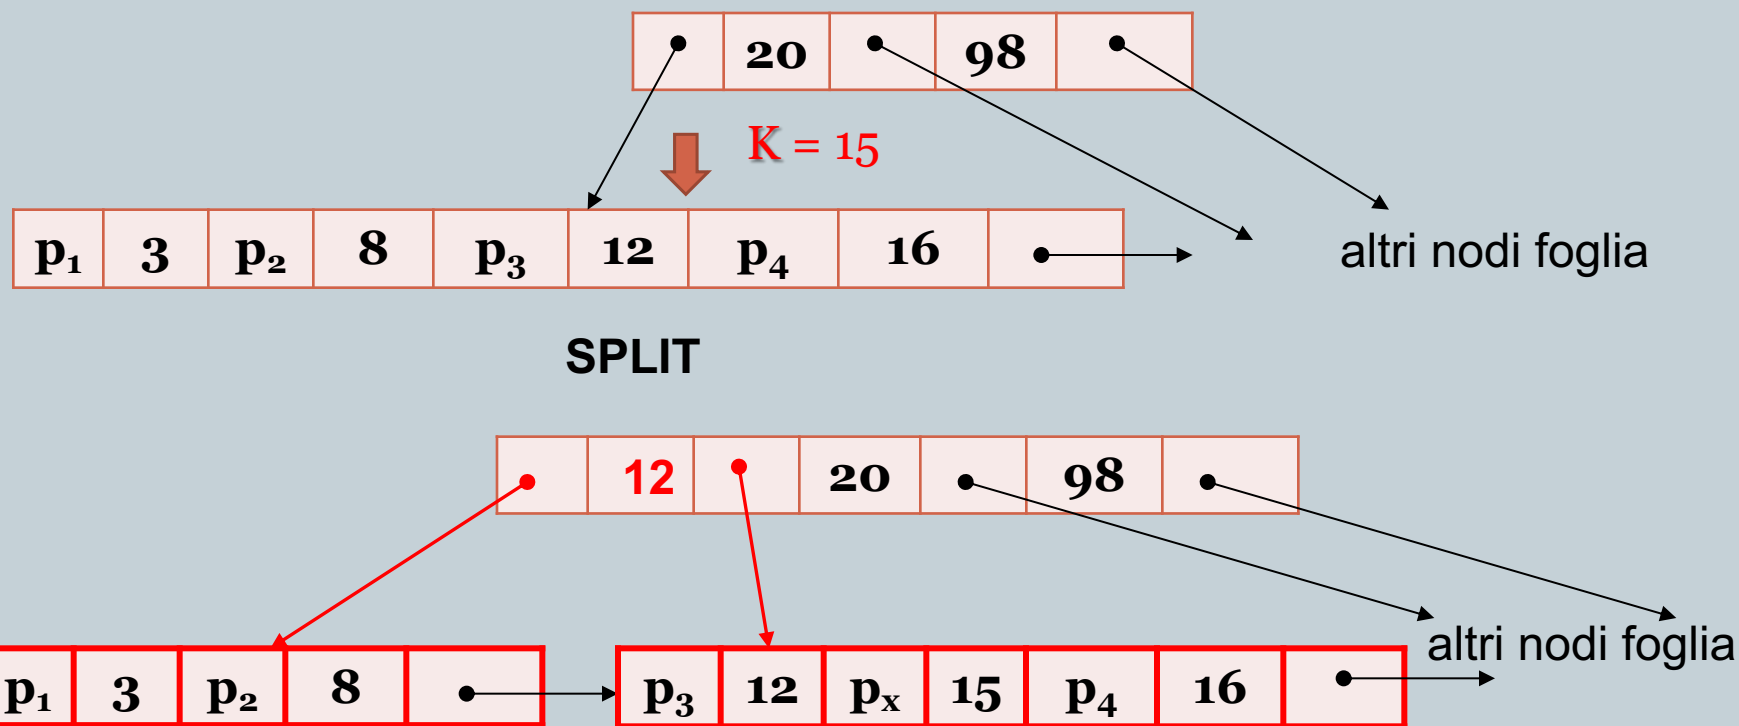 20 98
K = 15
p₁ 3 p₂ 8 p₃ 12 p₄ 16
altri nodi foglia
SPLIT
12 20 98
altri nodi foglia
p₁ 3 p₂ 8 p₃ 12 pₓ 15 p₄ 16